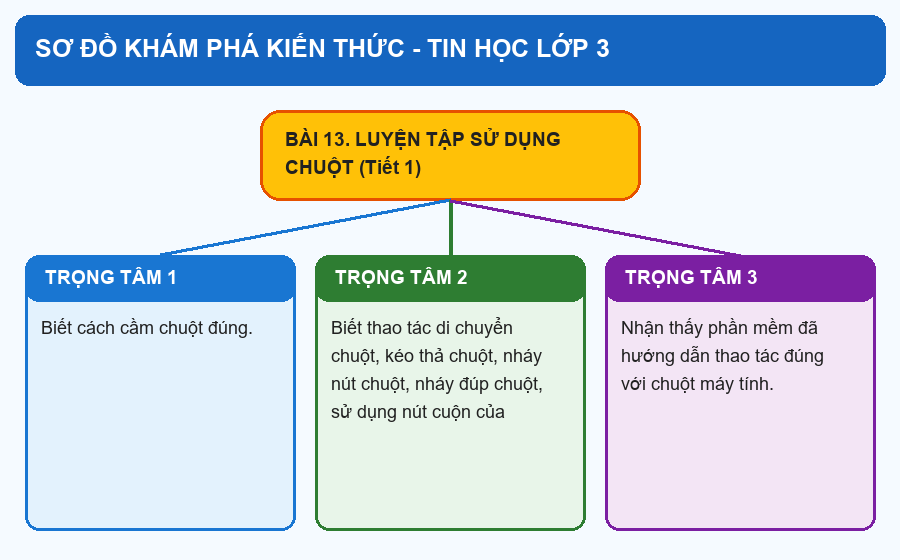 SƠ ĐỒ KHÁM PHÁ KIẾN THỨC - TIN HỌC LỚP 3
BÀI 13. LUYỆN TẬP SỬ DỤNG
CHUỘT (Tiết 1)
TRỌNG TÂM 1
Biết cách cầm chuột đúng.
TRỌNG TÂM 2
Biết thao tác di chuyển
chuột, kéo thả chuột, nháy
nút chuột, nháy đúp chuột,
sử dụng nút cuộn của
TRỌNG TÂM 3
Nhận thấy phần mềm đã
hướng dẫn thao tác đúng
với chuột máy tính.